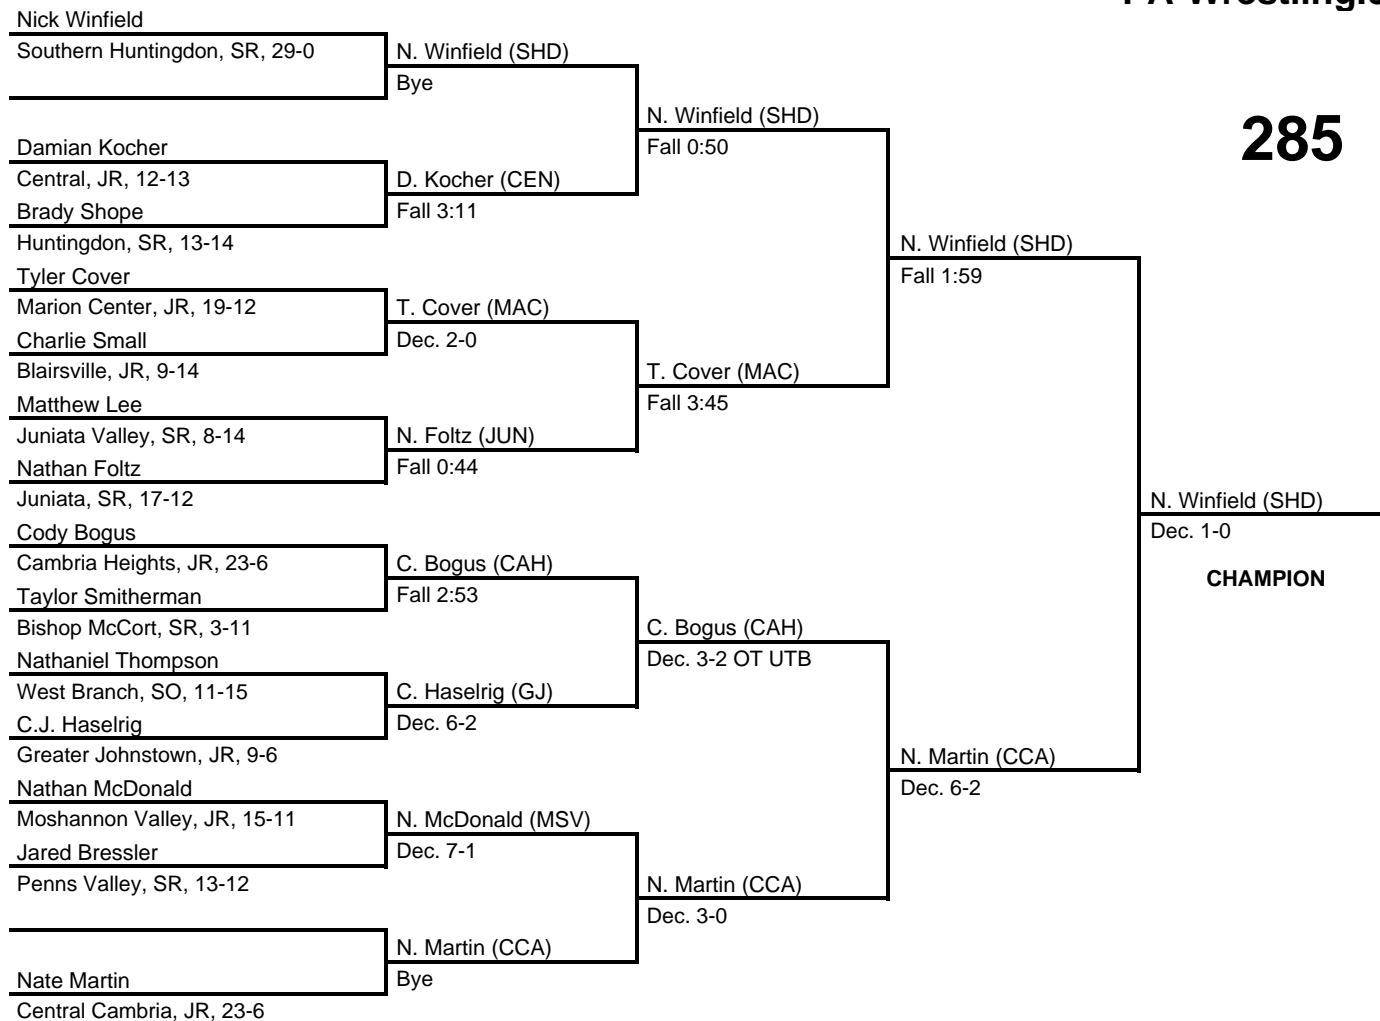 Nick Winfield
Southern Huntingdon, SR, 29-0
N. Winfield (SHD)
Bye
N. Winfield (SHD)
Fall 0:50
285
Damian Kocher
Central, JR, 12-13
D. Kocher (CEN)
Brady Shope
Fall 3:11
Huntingdon, SR, 13-14
N. Winfield (SHD)
Tyler Cover
Fall 1:59
Marion Center, JR, 19-12
T. Cover (MAC)
Charlie Small
Dec. 2-0
Blairsville, JR, 9-14
T. Cover (MAC)
Matthew Lee
Fall 3:45
Juniata Valley, SR, 8-14
N. Foltz (JUN)
Nathan Foltz
Fall 0:44
Juniata, SR, 17-12
N. Winfield (SHD)
Cody Bogus
Dec. 1-0
Cambria Heights, JR, 23-6
C. Bogus (CAH)
CHAMPION
Taylor Smitherman
Fall 2:53
Bishop McCort, SR, 3-11
C. Bogus (CAH)
Nathaniel Thompson
Dec. 3-2 OT UTB
West Branch, SO, 11-15
C. Haselrig (GJ)
C.J. Haselrig
Dec. 6-2
Greater Johnstown, JR, 9-6
N. Martin (CCA)
Nathan McDonald
Dec. 6-2
Moshannon Valley, JR, 15-11
N. McDonald (MSV)
Jared Bressler
Dec. 7-1
Penns Valley, SR, 13-12
N. Martin (CCA)
Dec. 3-0
N. Martin (CCA)
Nate Martin
Bye
Central Cambria, JR, 23-6